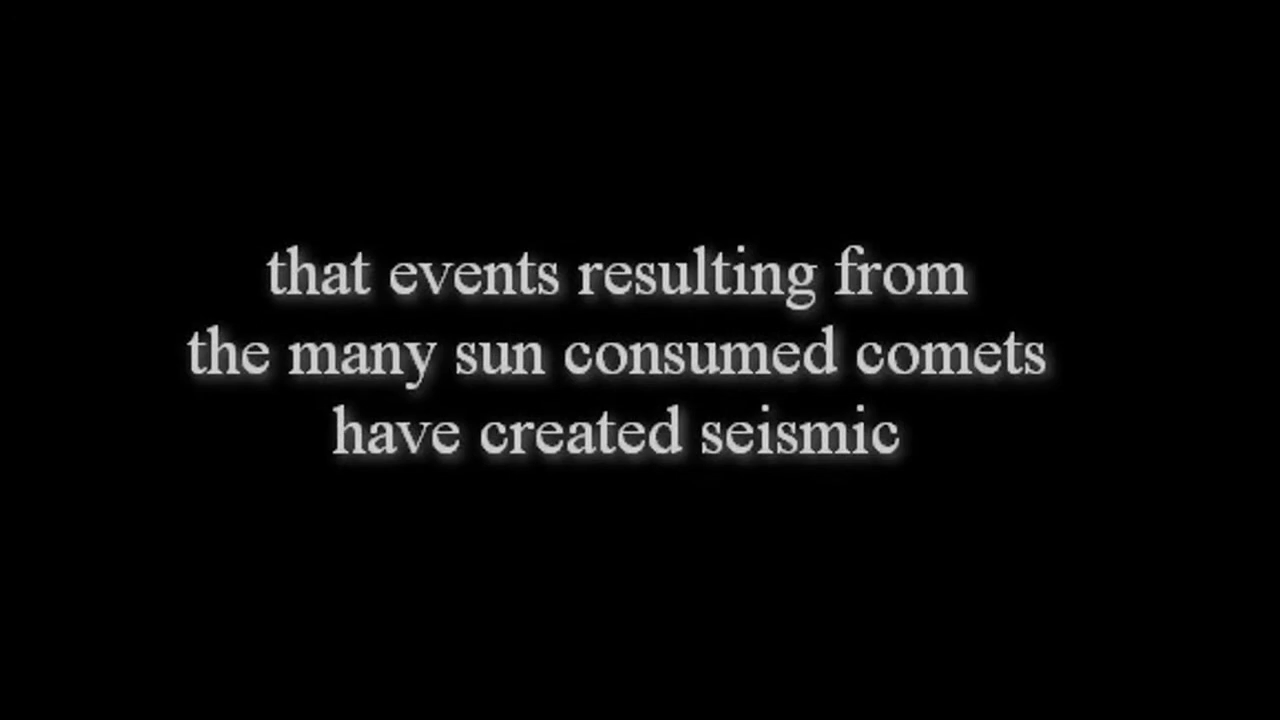 that events resulting from
the many sun consumed comets
have created seismic